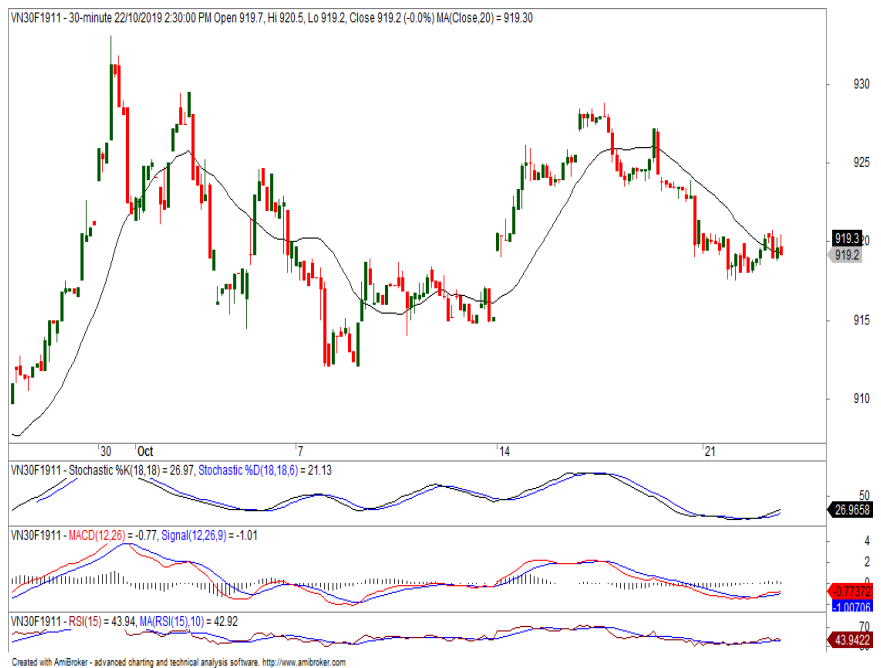 VN30F1911 - 30-minute 22/10/2019 2:30:00 PM Open 919.7, Hi 920.5, Lo 919.2, Close 919.2 (-0.0%) MA(Close,20) = 919.30
930
925
919.3
919.2
915
910
30 Oct 7 14 21
VN30F1911 - Stochastic %K(18,18) = 26.97, Stochastic %D(18,18,6) = 21.13
50
26.9658
VN30F1911 - MACD(12,26) = -0.77, Signal(12,26,9) = -1.01
4
2
-0.77372
-1.00706
VN30F1911 - RSI(15) = 43.94, MA(RSI(15),10) = 42.92
70
43.9422
Created with AmiBroker - advanced charting and technical analysis software. http://www.amibroker.com